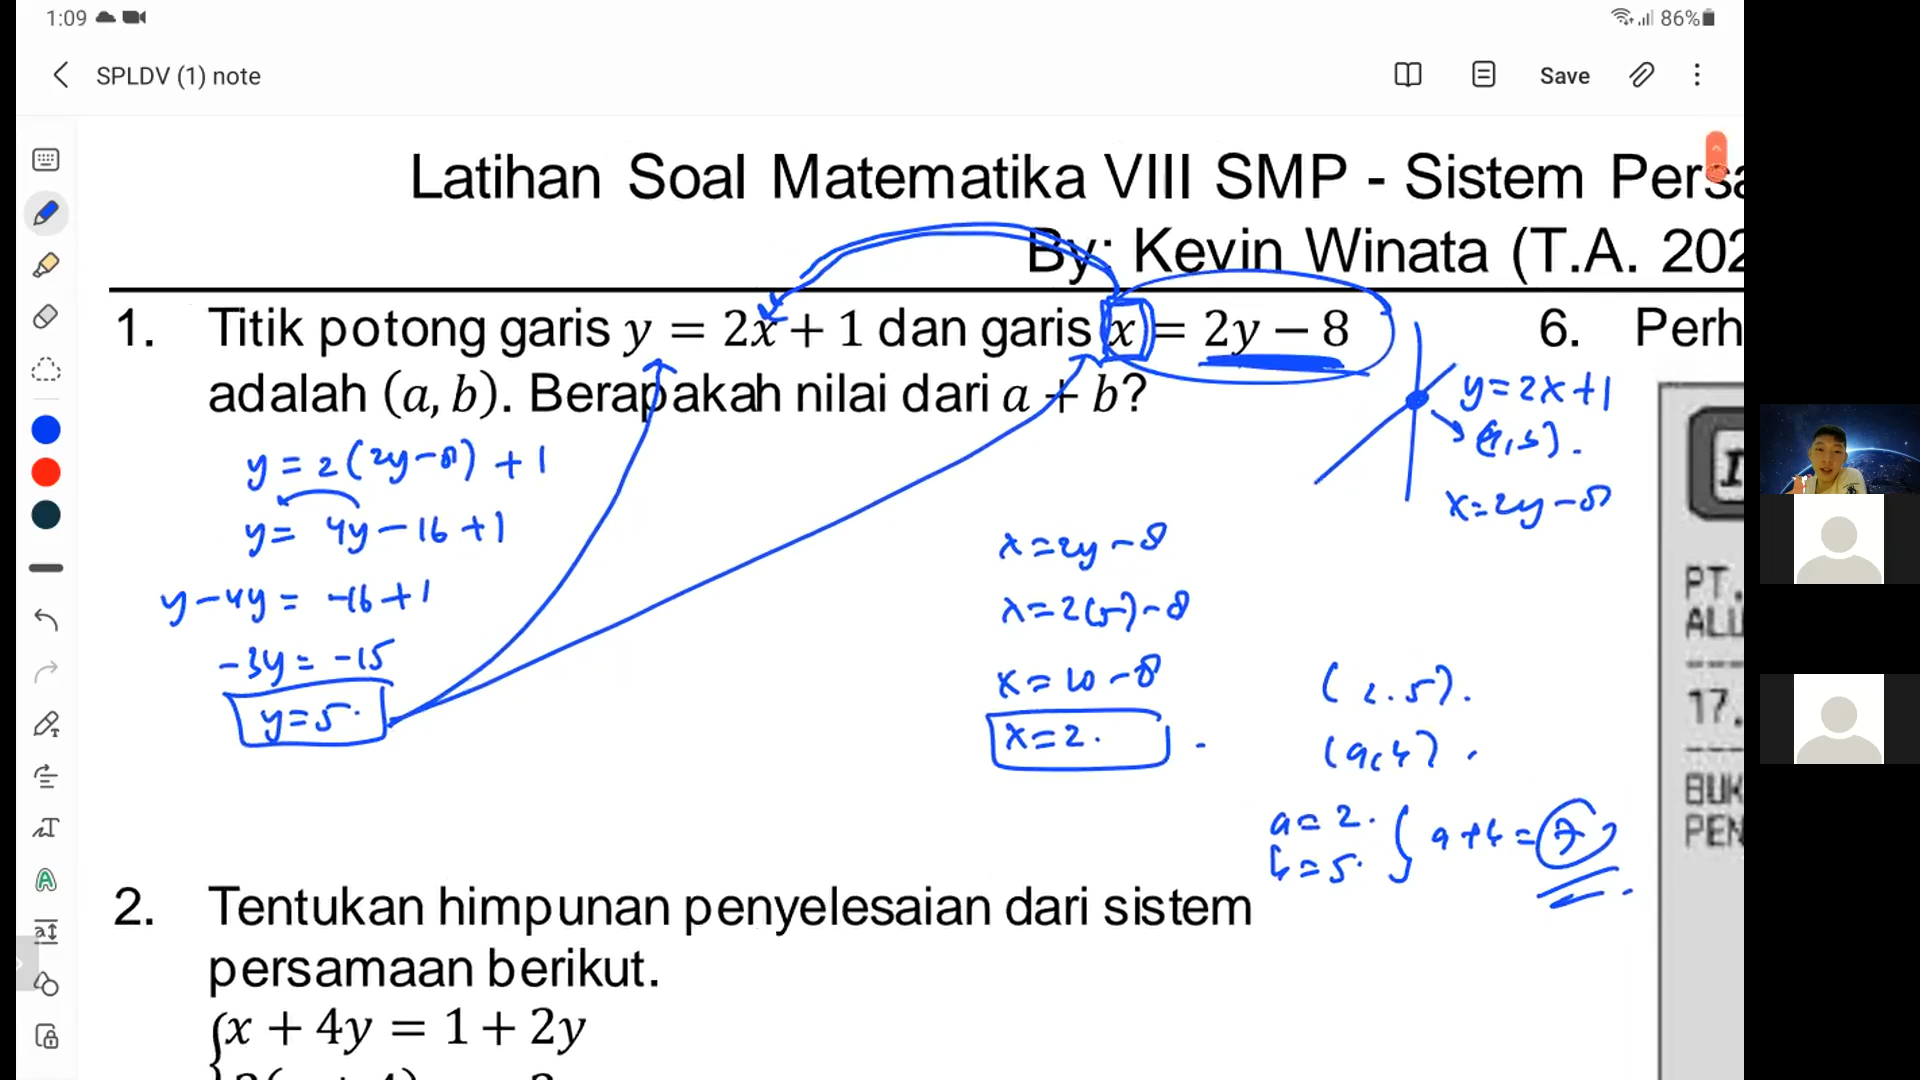 1:09 86%
SPLDV (1) note Save
Latihan Soal Matematika VIII SMP - Sistem Persa
By: Kevin Winata (T.A. 202
1. Titik potong garis y = 2x + 1 dan garis x = 2y − 8
adalah (a, b). Berapakah nilai dari a + b?
y = 2(2y-8) + 1
y = 4y - 16 + 1
y - 4y = -16 + 1
-3y = -15
y = 5.
x = 2y - 8
x = 2(5) - 8
x = 10 - 8
x = 2.
y = 2x + 1
(a,b).
x = 2y - 8
(2.5).
(a,b)
a = 2.
b = 5.
a + b = 7
2. Tentukan himpunan penyelesaian dari sistem
persamaan berikut.
x + 4y = 1 + 2y
6. Perh
PT.
ALU
17.
BUK
PEN